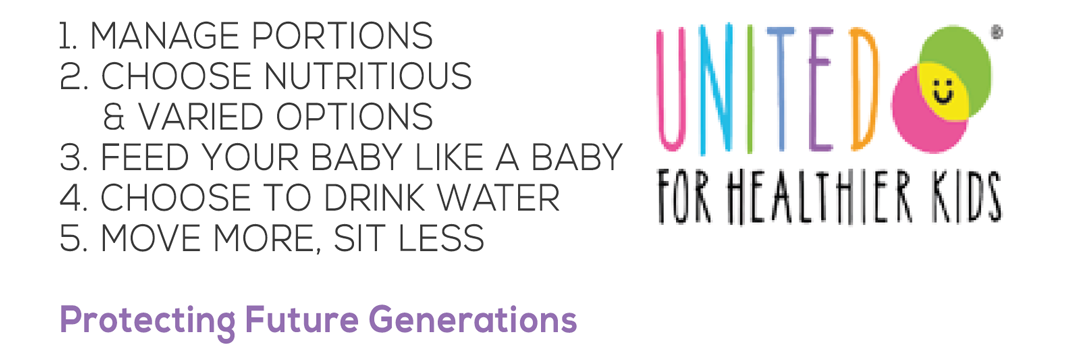 1. MANAGE PORTIONS
2. CHOOSE NUTRITIOUS
& VARIED OPTIONS
3. FEED YOUR BABY LIKE A BABY
4. CHOOSE TO DRINK WATER
5. MOVE MORE, SIT LESS
Protecting Future Generations
UNITED ®
FOR HEALTHIER KIDS